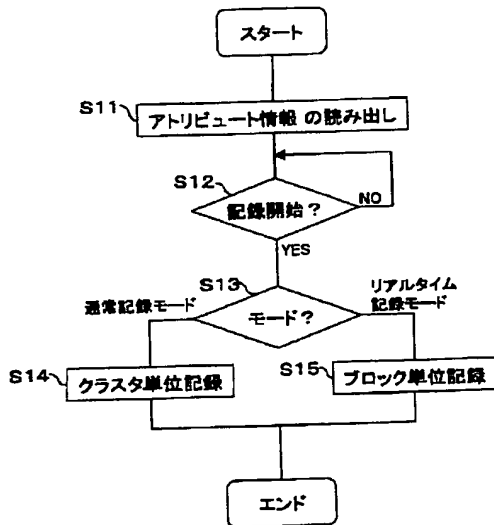 スタート
S11
アトリビュート情報 の読み出し
S12
記録開始？
NO
YES
S13
通常記録モード
モード？
リアルタイム
記録モード
S14
クラスタ単位記録
S15
ブロック単位記録
エンド